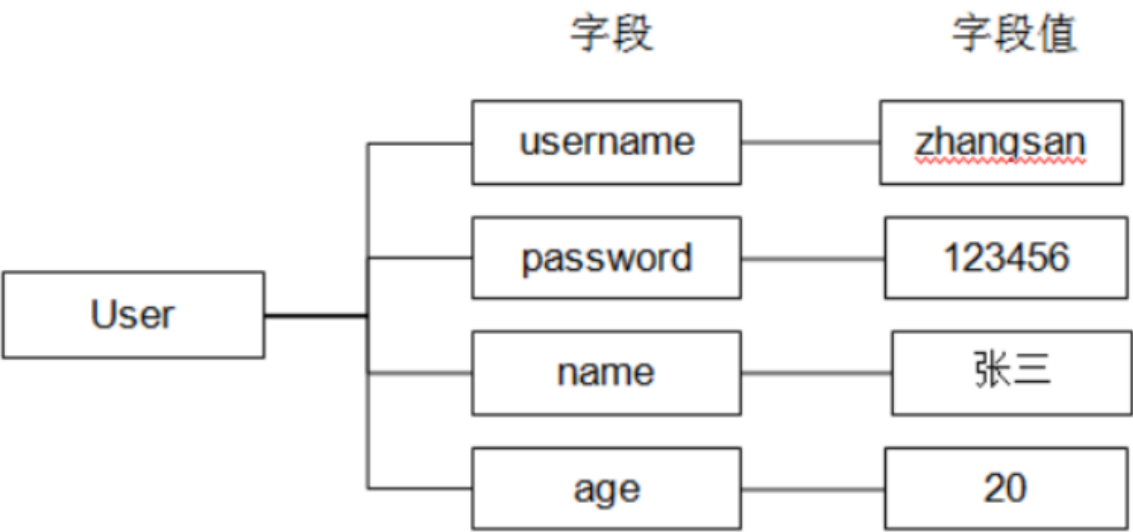 字段 字段值
username zhangsan
password 123456
User
name 张三
age 20